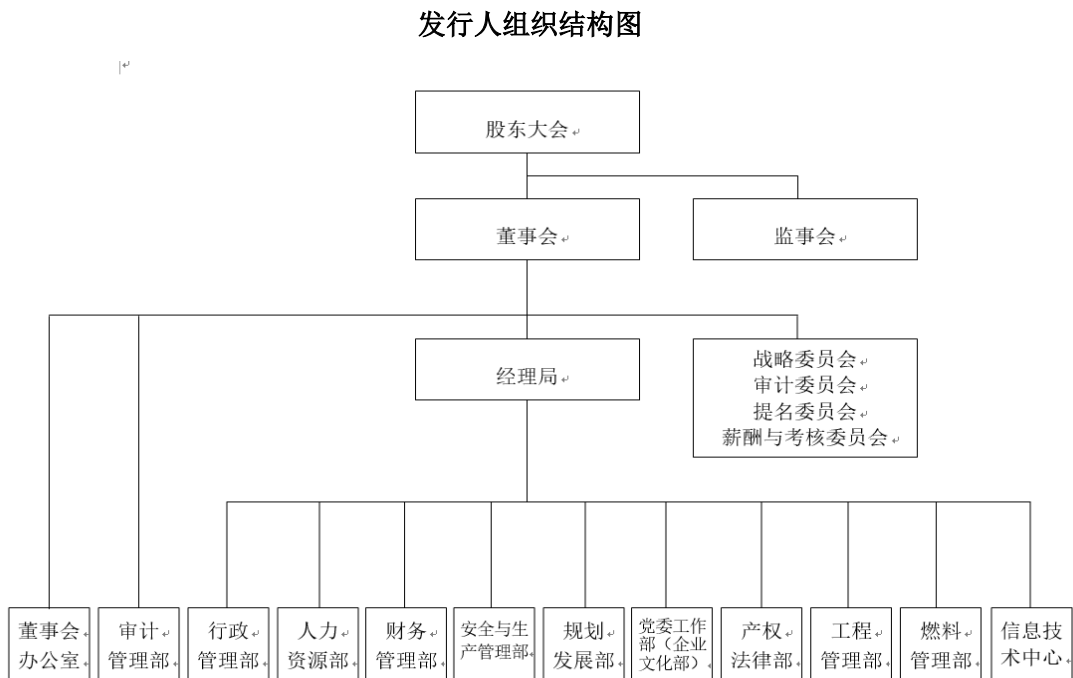 发行人组织结构图
股东大会
董事会
监事会
经理局
战略委员会
审计委员会
提名委员会
薪酬与考核委员会
董事会
办公室
审计
管理部
行政
管理部
人力
资源部
财务
管理部
安全与生
产管理部
规划
发展部
党委工作
部（企业
文化部）
产权
法律部
工程
管理部
燃料
管理部
信息技
术中心